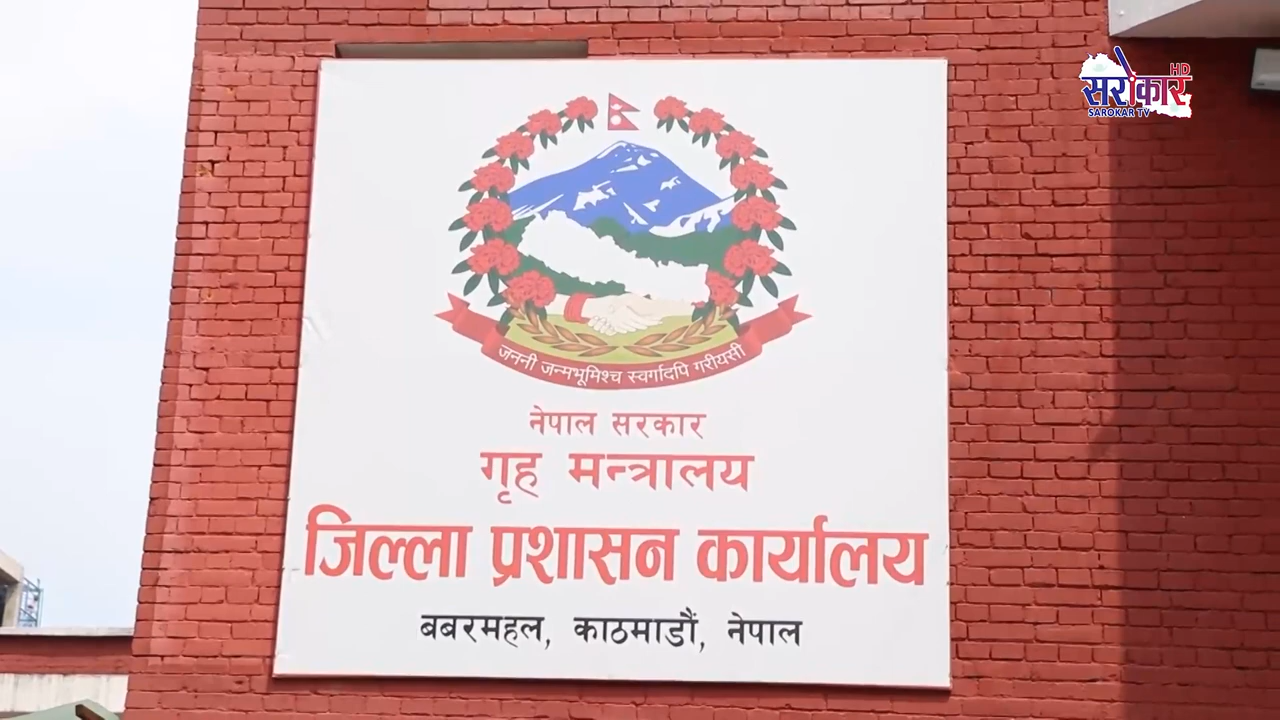 सरोकार HD
SAROKAR TV
जननी जन्मभूमिश्च स्वर्गादपि गरीयसी
नेपाल सरकार
गृह मन्त्रालय
जिल्ला प्रशासन कार्यालय
बबरमहल, काठमाडौं, नेपाल